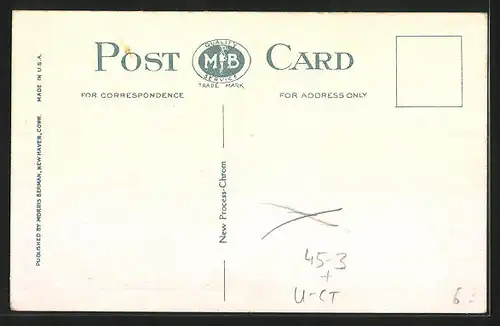 POST CARD
QUALITY
M B
SERVICE
TRADE MARK
FOR CORRESPONDENCE
FOR ADDRESS ONLY
PUBLISHED BY MORRIS BERMAN, NEW HAVEN, CONN. MADE IN U.S.A.
New Process-Chrom
45-3
+
U-CT
6